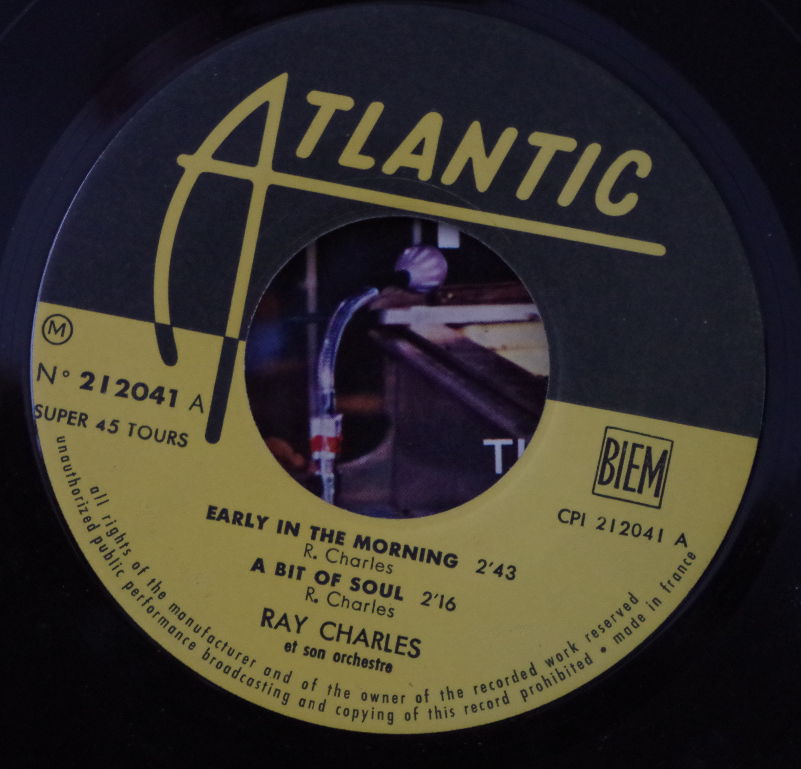 ATLANTIC
M
N° 212041 A
SUPER 45 TOURS
BIEM
CPI 212041 A
EARLY IN THE MORNING 2'43
R. Charles
A BIT OF SOUL 2'16
R. Charles
RAY CHARLES
et son orchestre
all rights of the manufacturer and of the owner of the recorded work reserved
unauthorized public performance broadcasting and copying of this record prohibited • made in france